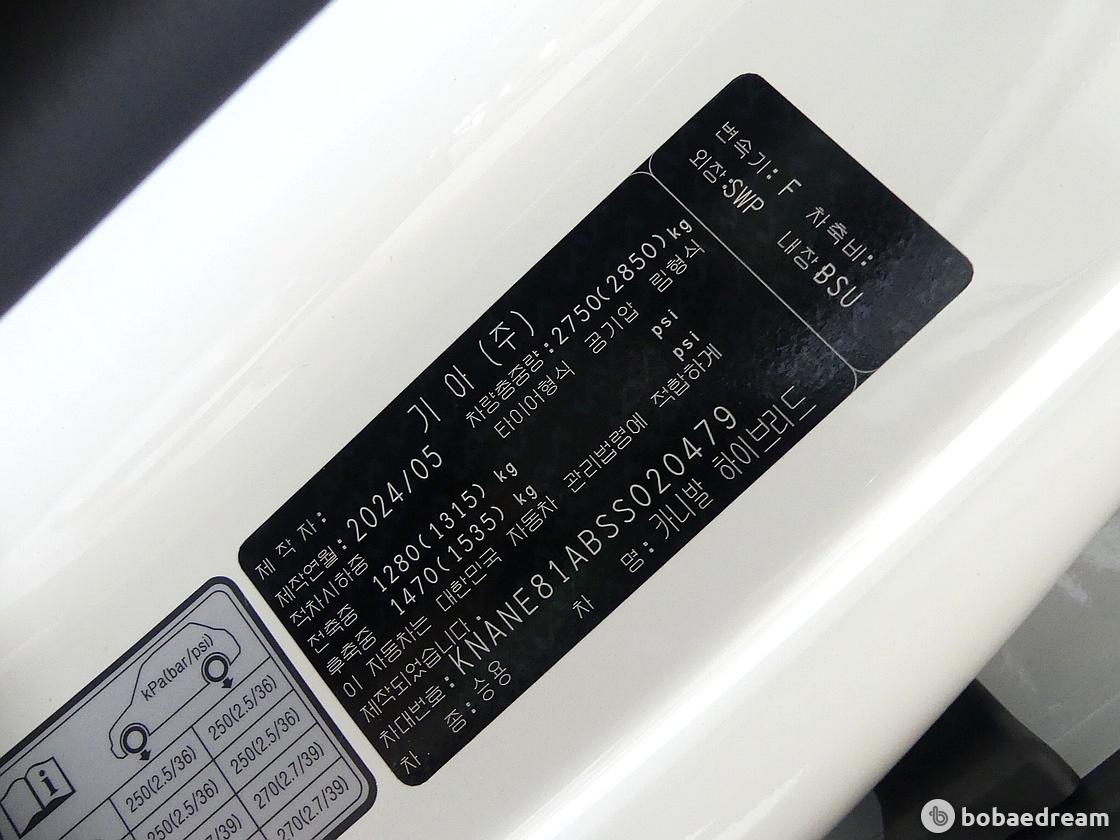 변속기: F 차축비:
외장:SWP 내장:BSU
제 작 자: 기 아 (주)
제작연월:2024/05 차량총중량:2750(2850)kg
적차시하중 타이어형식 공기압 림형식
전축중 1280(1315) kg psi
후축중 1470(1535) kg psi
이 자동차는 대한민국 자동차 관리법령에 적합하게
제작되었습니다.
차대번호:KNANE81ABSS020479
차 종:승용 차 명:카니발 하이브리드
kPa(bar/psi)
250(2.5/36) 250(2.5/36)
250(2.5/36) 250(2.5/36)
270(2.7/39)
270(2.7/39)
bobaedream